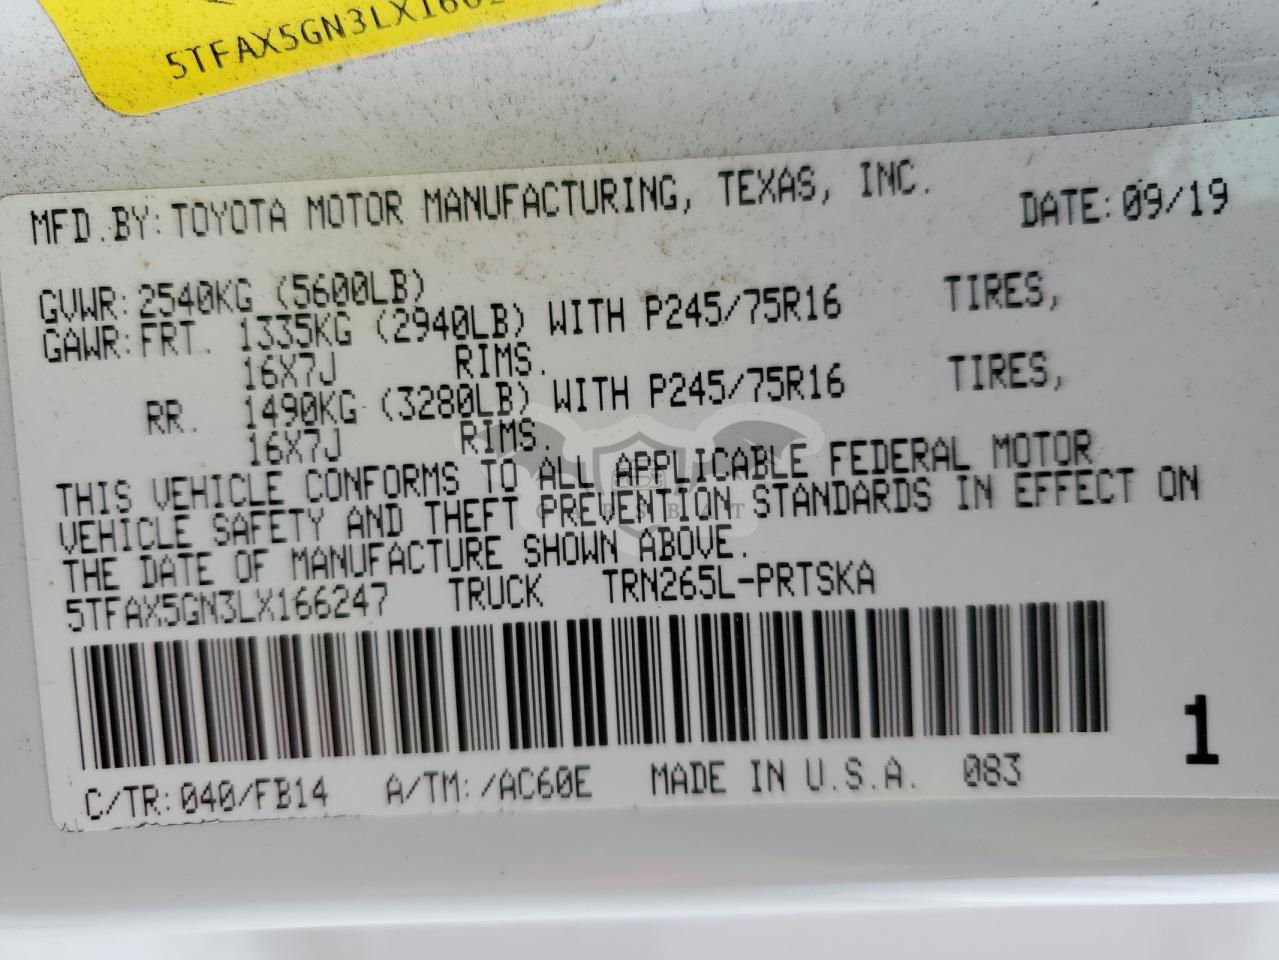 5TFAX5GN3LX1662
MFD.BY: TOYOTA MOTOR MANUFACTURING, TEXAS, INC. DATE: 09/19
GVWR: 2540KG (5600LB)
GAWR: FRT. 1335KG (2940LB) WITH P245/75R16 TIRES,
16X7J RIMS.
RR. 1490KG (3280LB) WITH P245/75R16 TIRES,
16X7J RIMS.
THIS VEHICLE CONFORMS TO ALL APPLICABLE FEDERAL MOTOR
VEHICLE SAFETY AND THEFT PREVENTION STANDARDS IN EFFECT ON
THE DATE OF MANUFACTURE SHOWN ABOVE.
5TFAX5GN3LX166247 TRUCK TRN265L-PRTSKA
1
C/TR: 040/FB14 A/TM: /AC60E MADE IN U.S.A. 083
CARSBAT